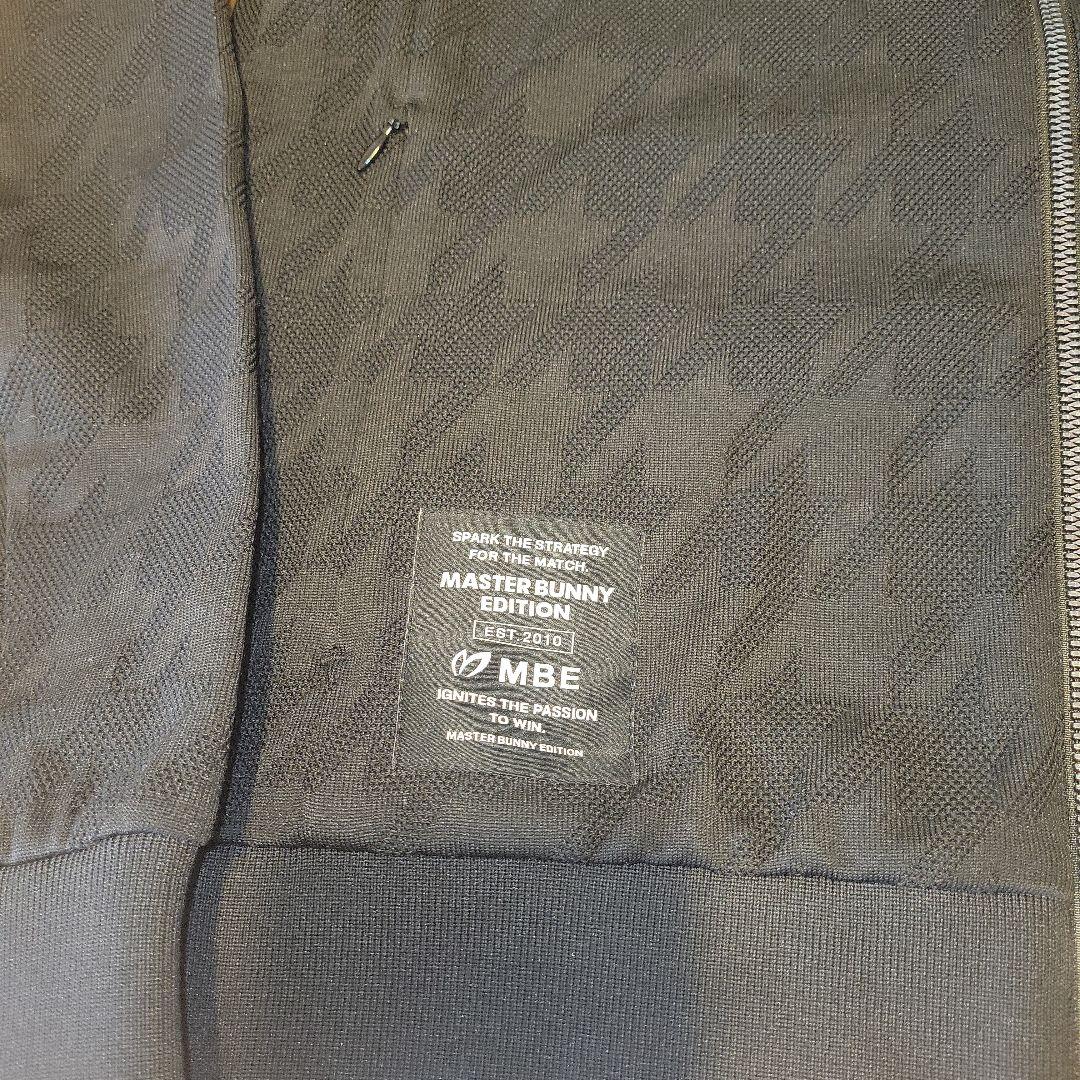 SPARK THE STRATEGY
FOR THE MATCH.
MASTER BUNNY
EDITION
EST.2010
MBE
IGNITES THE PASSION
TO WIN.
MASTER BUNNY EDITION